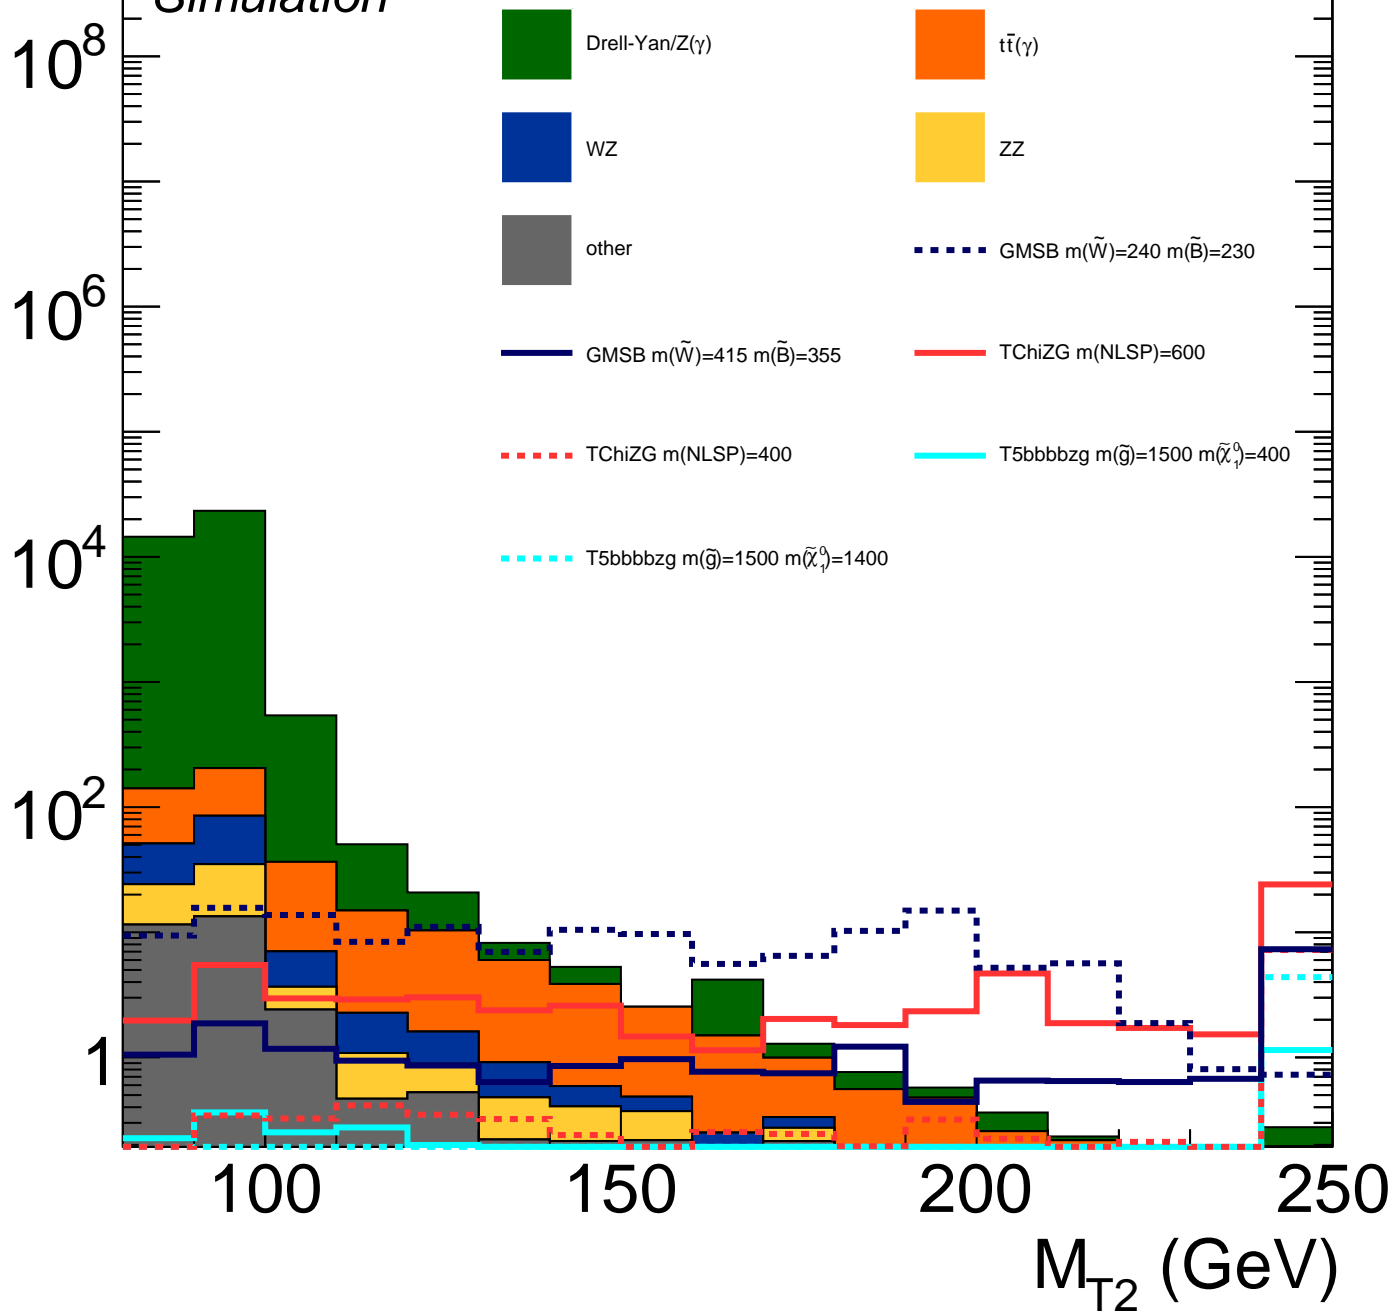 Simulation
10^8
Drell-Yan/Z(γ)
tt̄(γ)
WZ
ZZ
other
GMSB m(W̃)=240 m(B̃)=230
10^6
GMSB m(W̃)=415 m(B̃)=355
TChiZG m(NLSP)=600
TChiZG m(NLSP)=400
T5bbbbzg m(g̃)=1500 m(χ̃^0_1)=400
10^4
T5bbbbzg m(g̃)=1500 m(χ̃^0_1)=1400
10^2
1
100 150 200 250
M_T2 (GeV)